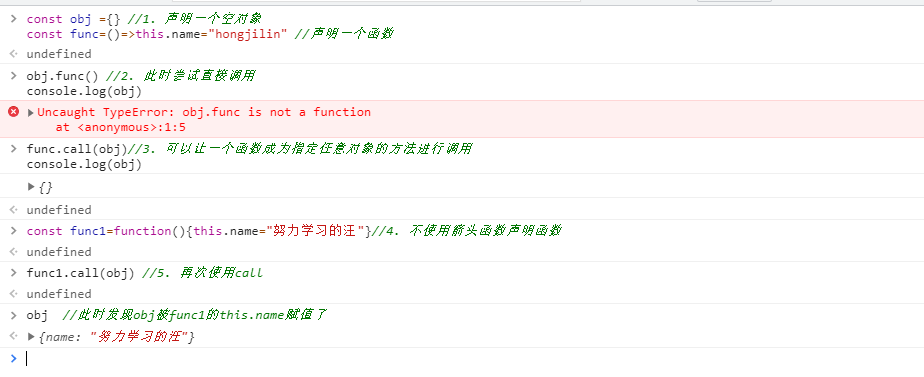 const obj ={} //1. 声明一个空对象
const func=()=>this.name="hongjilin" //声明一个函数
undefined
obj.func() //2. 此时尝试直接调用
console.log(obj)
Uncaught TypeError: obj.func is not a function
at <anonymous>:1:5
func.call(obj)//3. 可以让一个函数成为指定任意对象的方法进行调用
console.log(obj)
{}
undefined
const func1=function(){this.name="努力学习的汪"}//4. 不使用箭头函数声明函数
undefined
func1.call(obj) //5. 再次使用call
undefined
obj //此时发现obj被func1的this.name赋值了
{name: "努力学习的汪"}